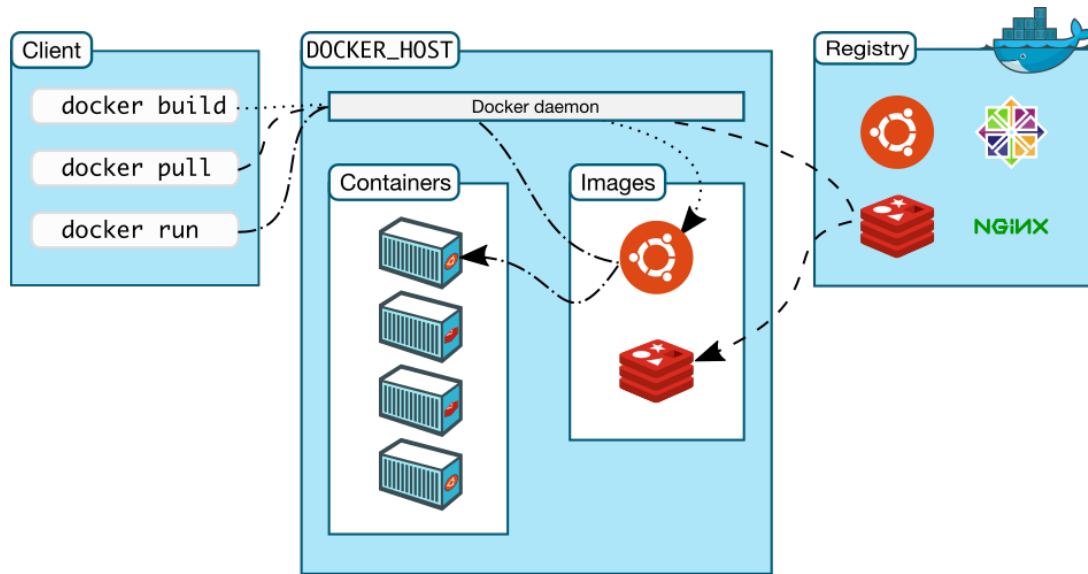 Client
docker build
docker pull
docker run
DOCKER_HOST
Docker daemon
Containers
Images
Registry
NGiNX